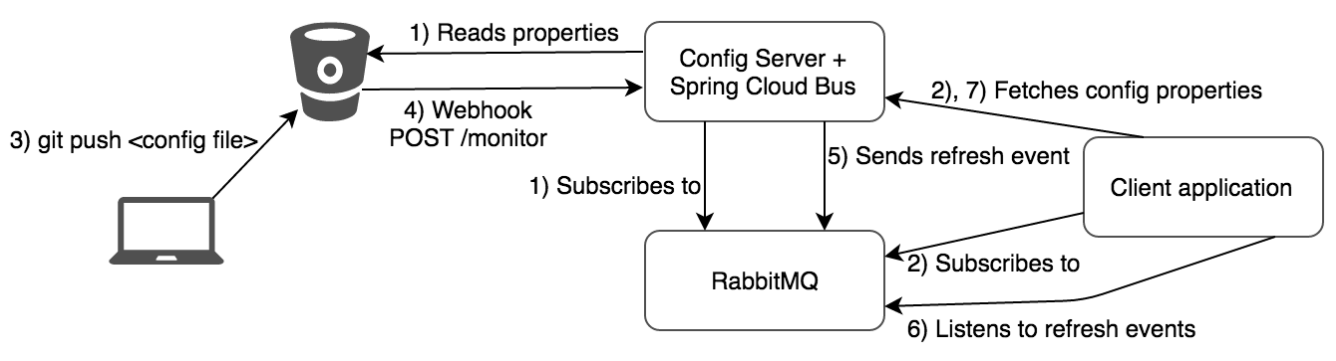 1) Reads properties
Config Server +
Spring Cloud Bus
2), 7) Fetches config properties
4) Webhook
POST /monitor
3) git push <config file>
5) Sends refresh event
1) Subscribes to
Client application
2) Subscribes to
RabbitMQ
6) Listens to refresh events